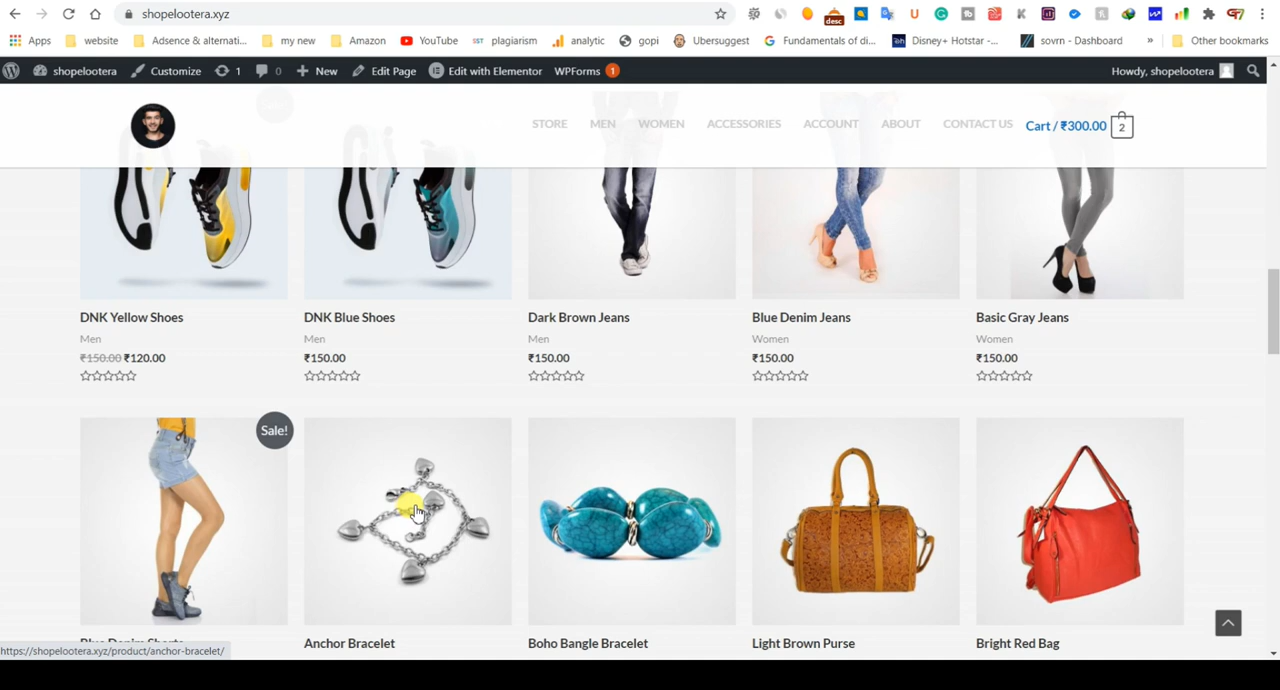 shopelootera.xyz
desc
Apps website Adsence & alternati... my new Amazon YouTube plagiarism analytic gopi Ubersuggest Fundamentals of di... Disney+ Hotstar -... sovrn - Dashboard » Other bookmarks
shopelootera Customize 1 0 New Edit Page Edit with Elementor WPForms 1 Howdy, shopelootera
STORE MEN WOMEN ACCESSORIES ACCOUNT ABOUT CONTACT US Cart / ₹300.00 2
DNK Yellow Shoes DNK Blue Shoes Dark Brown Jeans Blue Denim Jeans Basic Gray Jeans
Men Men Men Women Women
₹150.00 ₹120.00 ₹150.00 ₹150.00 ₹150.00 ₹150.00
Sale!
Blue Denim Shorts Anchor Bracelet Boho Bangle Bracelet Light Brown Purse Bright Red Bag
https://shopelootera.xyz/product/anchor-bracelet/